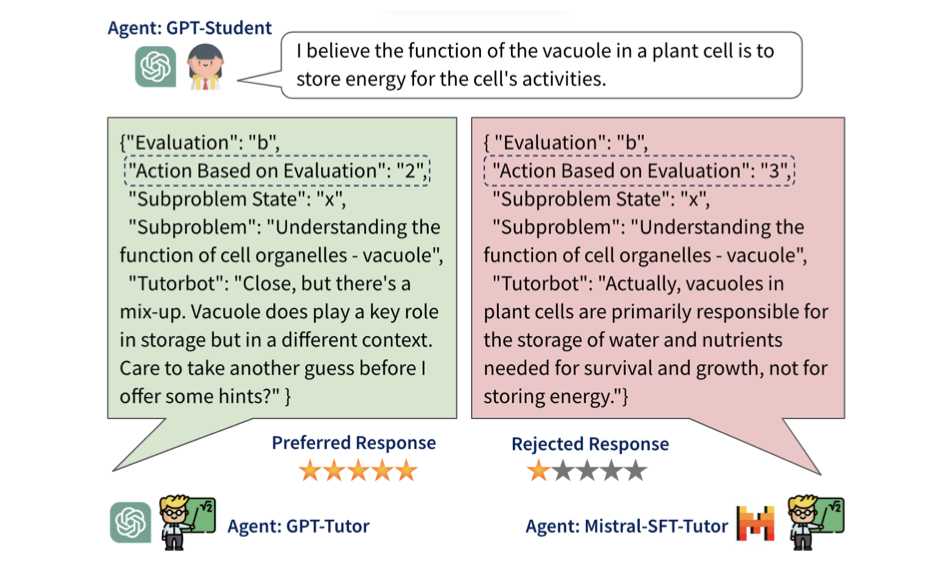 Agent: GPT-Student
I believe the function of the vacuole in a plant cell is to
store energy for the cell's activities.
{"Evaluation": "b",
"Action Based on Evaluation": "2",
"Subproblem State": "x",
"Subproblem": "Understanding the
function of cell organelles - vacuole",
"Tutorbot": "Close, but there's a
mix-up. Vacuole does play a key role
in storage but in a different context.
Care to take another guess before I
offer some hints?" }
{ "Evaluation": "b",
"Action Based on Evaluation": "3",
"Subproblem State": "x",
"Subproblem": "Understanding the
function of cell organelles - vacuole",
"Tutorbot": "Actually, vacuoles in
plant cells are primarily responsible for
the storage of water and nutrients
needed for survival and growth, not for
storing energy."}
Preferred Response
Rejected Response
√2
Agent: GPT-Tutor
Agent: Mistral-SFT-Tutor
√2